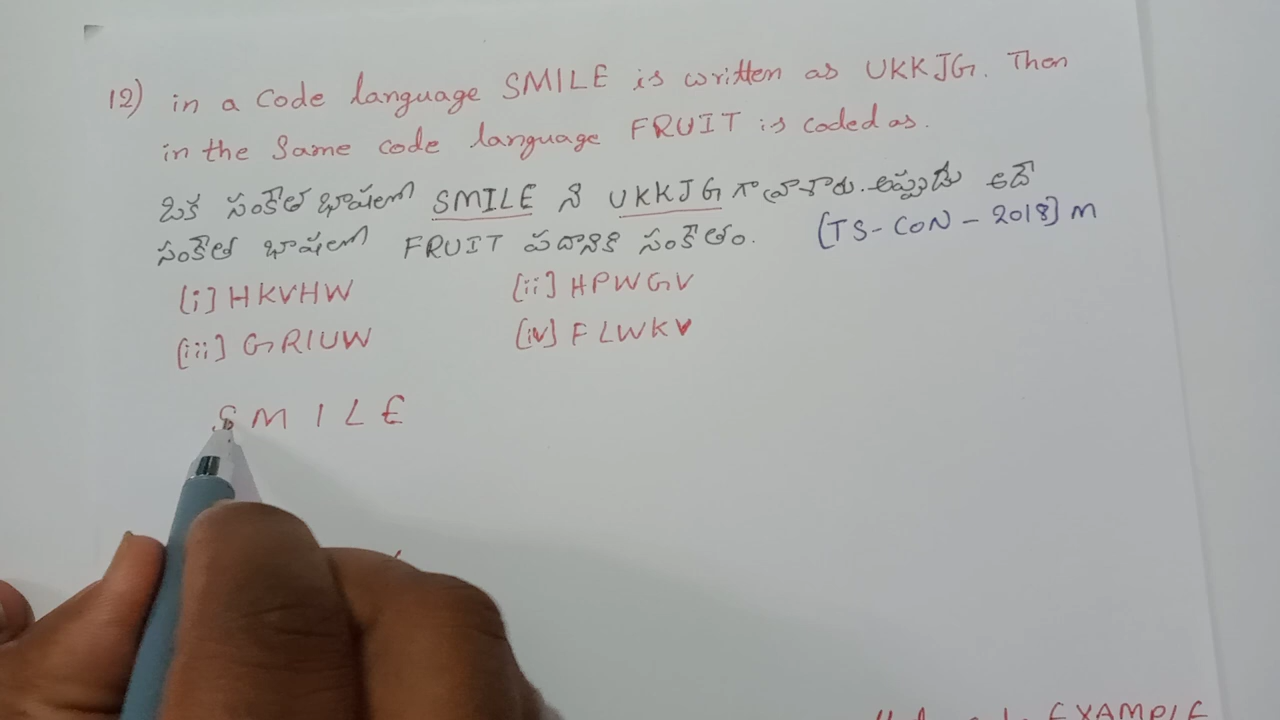 12) in a code language SMILE is written as UKKJG. Then
in the Same code language FRUIT is coded as.
ఒక సంకేత భాషలో SMILE ని UKKJG గా వ్రాశారు. అప్పుడు అదే
సంకేత భాషలో FRUIT పదానికి సంకేతం. [TS-CON-2018] M
[i] HKVHW [ii] HPWGV
[iii] GRIUW [iv] FLWKV
S M I L E
EXAMPLE